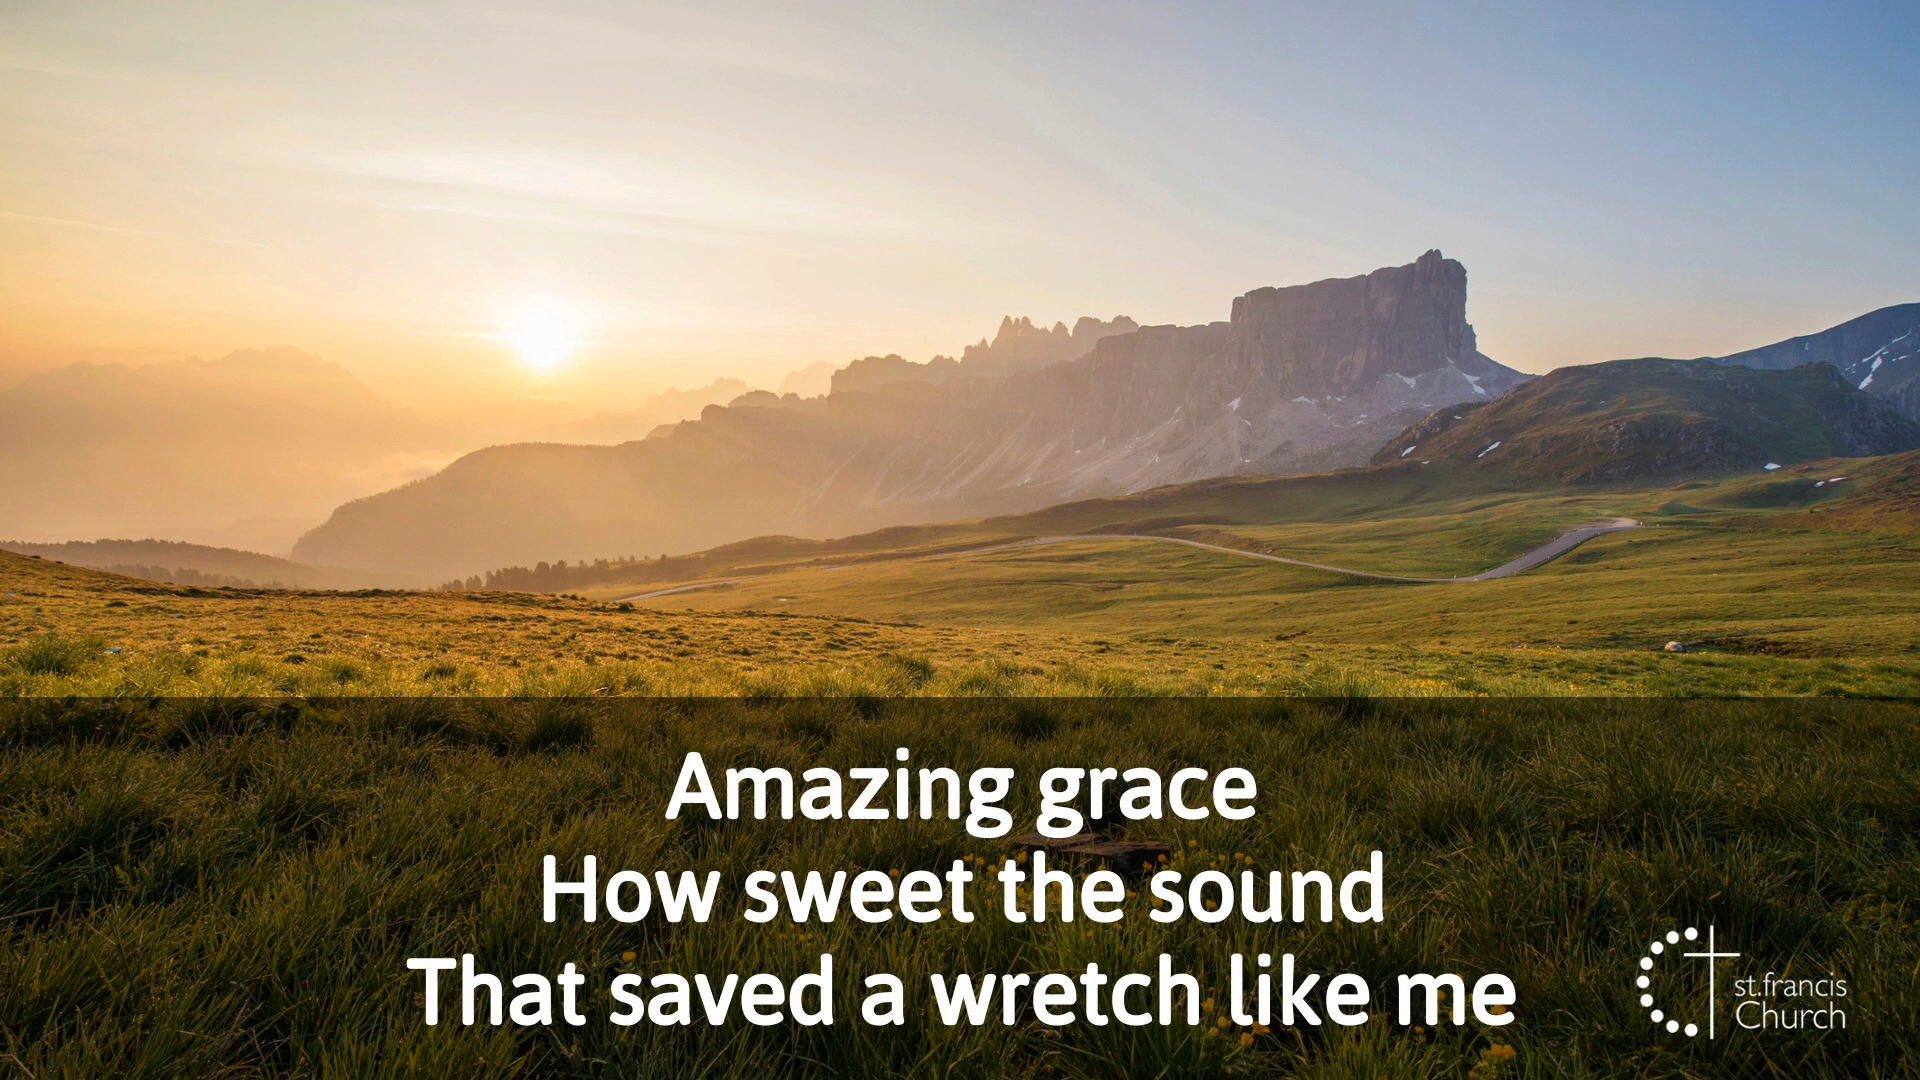 Amazing grace
How sweet the sound
That saved a wretch like me
st.francis
Church